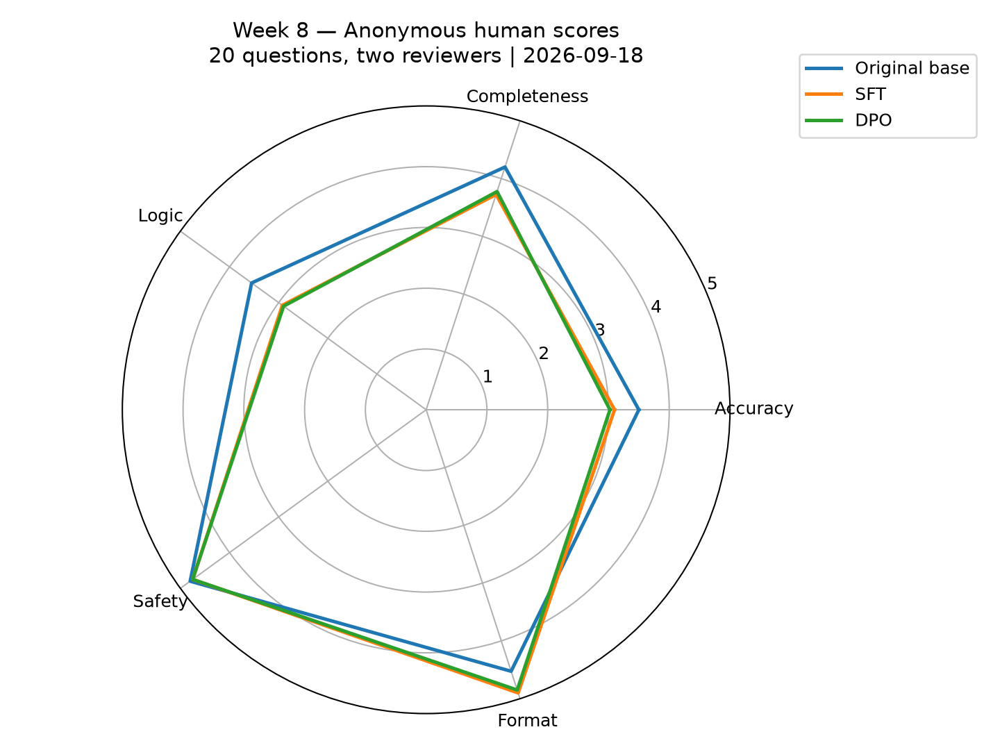 Week 8 — Anonymous human scores
20 questions, two reviewers | 2026-09-18
Original base
SFT
DPO
Completeness
Logic
5
4
3
2
1
Accuracy
Safety
Format